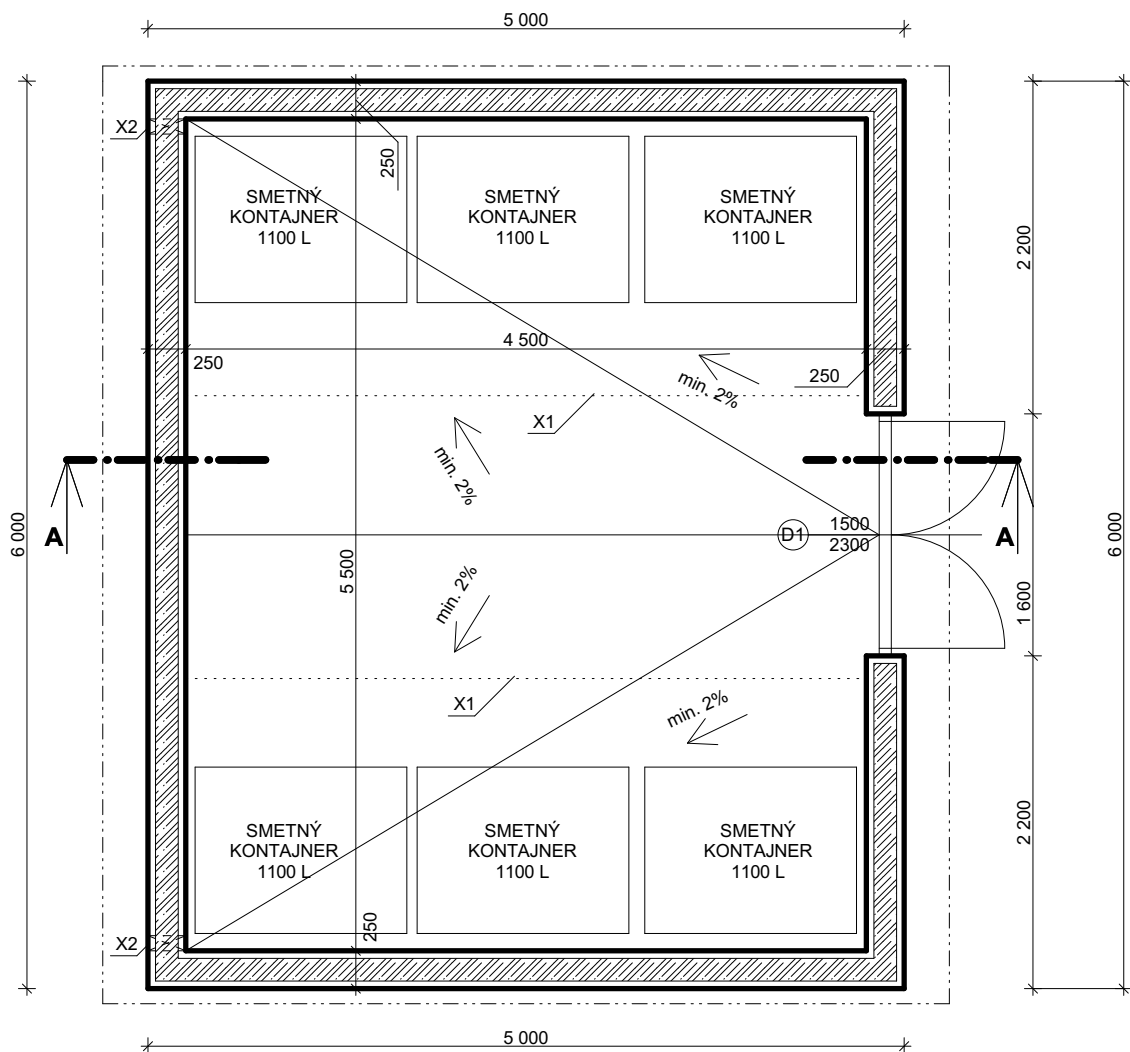 5 000
X2
250
SMETNÝ
KONTAJNER
1100 L
SMETNÝ
KONTAJNER
1100 L
SMETNÝ
KONTAJNER
1100 L
2 200
4 500
250
250
min. 2%
X1
min. 2%
A
6 000
D1
1500
2300
A
6 000
5 500
min. 2%
1 600
X1
min. 2%
2 200
SMETNÝ
KONTAJNER
1100 L
SMETNÝ
KONTAJNER
1100 L
SMETNÝ
KONTAJNER
1100 L
250
X2
5 000